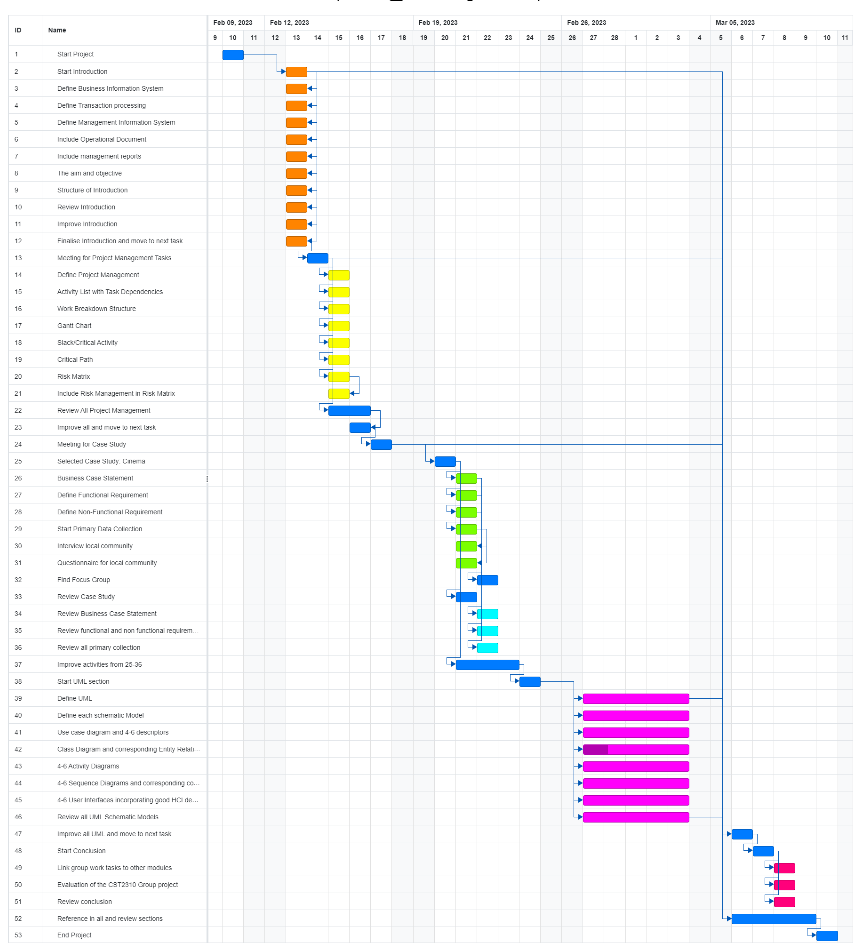 Feb 09, 2023 Feb 12, 2023 Feb 19, 2023 Feb 26, 2023 Mar 05, 2023
ID Name
9 10 11 12 13 14 15 16 17 18 19 20 21 22 23 24 25 26 27 28 1 2 3 4 5 6 7 8 9 10 11
1 Start Project
2 Start Introduction
3 Define Business Information System
4 Define Transaction processing
5 Define Management Information System
6 Include Operational Document
7 Include management reports
8 The aim and objective
9 Structure of Introduction
10 Review Introduction
11 Improve Introduction
12 Finalise Introduction and move to next task
13 Meeting for Project Management Tasks
14 Define Project Management
15 Activity List with Task Dependencies
16 Work Breakdown Structure
17 Gantt Chart
18 Slack/Critical Activity
19 Critical Path
20 Risk Matrix
21 Include Risk Management in Risk Matrix
22 Review All Project Management
23 Improve all and move to next task
24 Meeting for Case Study
25 Selected Case Study: Cinema
26 Business Case Statement
27 Define Functional Requirement
28 Define Non-Functional Requirement
29 Start Primary Data Collection
30 Interview local community
31 Questionnaire for local community
32 Find Focus Group
33 Review Case Study
34 Review Business Case Statement
35 Review functional and non functional requirem...
36 Review all primary collection
37 Improve activities from 25-36
38 Start UML section
39 Define UML
40 Define each schematic Model
41 Use case diagram and 4-6 descriptors
42 Class Diagram and corresponding Entity Relati...
43 4-6 Activity Diagrams
44 4-6 Sequence Diagrams and corresponding co...
45 4-6 User Interfaces incorporating good HCI de...
46 Review all UML Schematic Models
47 Improve all UML and move to next task
48 Start Conclusion
49 Link group work tasks to other modules
50 Evaluation of the CST2310 Group project
51 Review conclusion
52 Reference in all and review sections
53 End Project